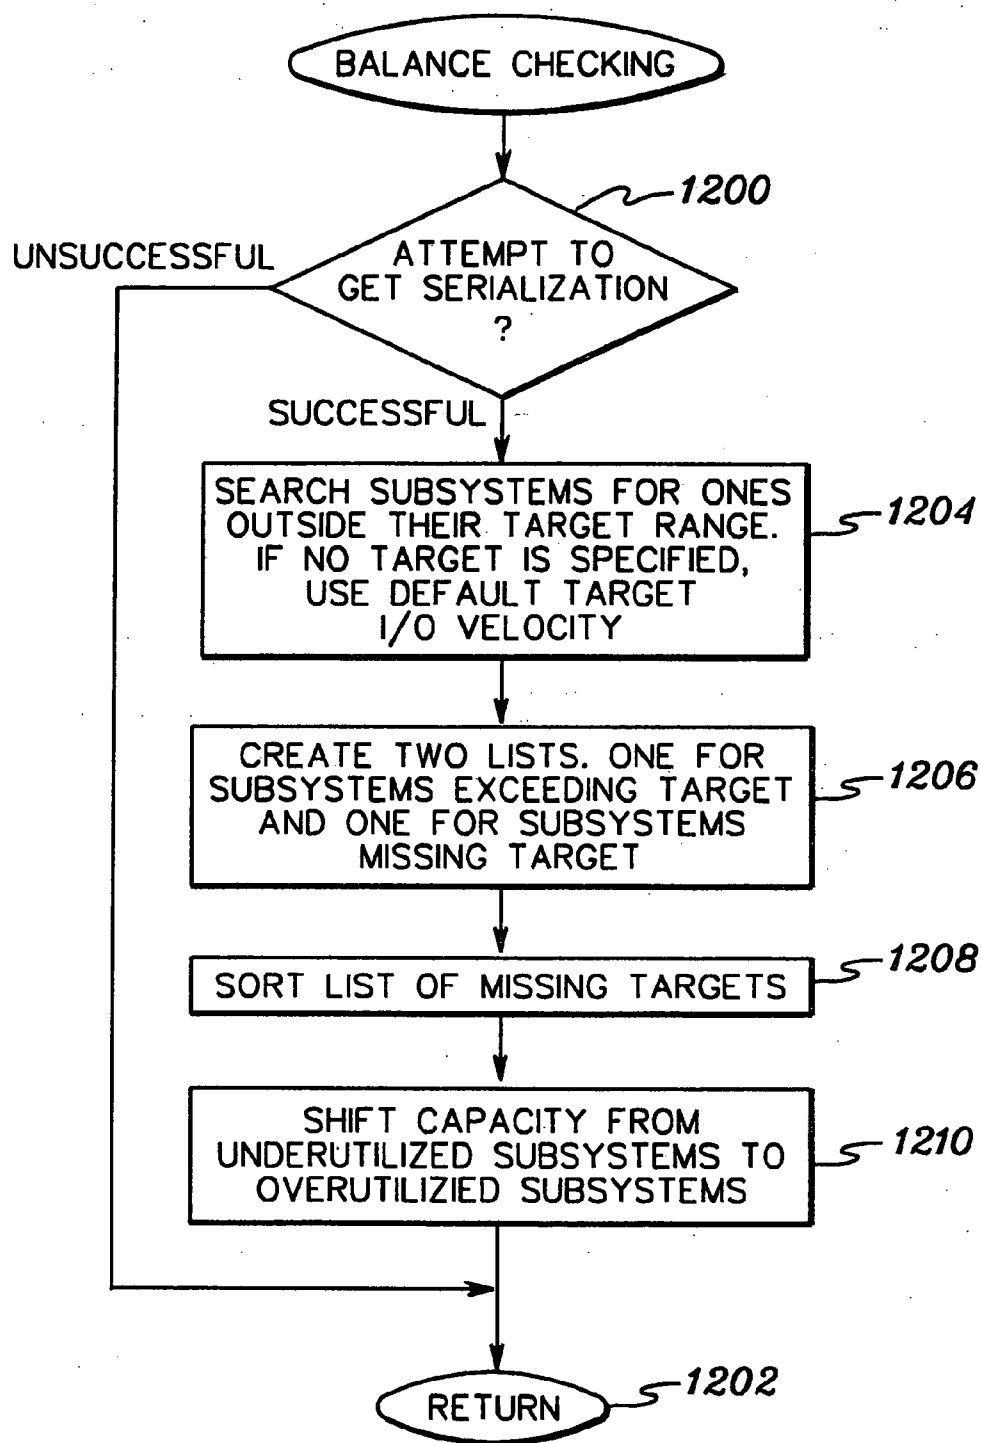 BALANCE CHECKING
1200
UNSUCCESSFUL
ATTEMPT TO
GET SERIALIZATION
?
SUCCESSFUL
SEARCH SUBSYSTEMS FOR ONES
OUTSIDE THEIR TARGET RANGE.
IF NO TARGET IS SPECIFIED,
USE DEFAULT TARGET
I/O VELOCITY
1204
CREATE TWO LISTS. ONE FOR
SUBSYSTEMS EXCEEDING TARGET
AND ONE FOR SUBSYSTEMS
MISSING TARGET
1206
SORT LIST OF MISSING TARGETS
1208
SHIFT CAPACITY FROM
UNDERUTILIZED SUBSYSTEMS TO
OVERUTILIZIED SUBSYSTEMS
1210
RETURN
1202